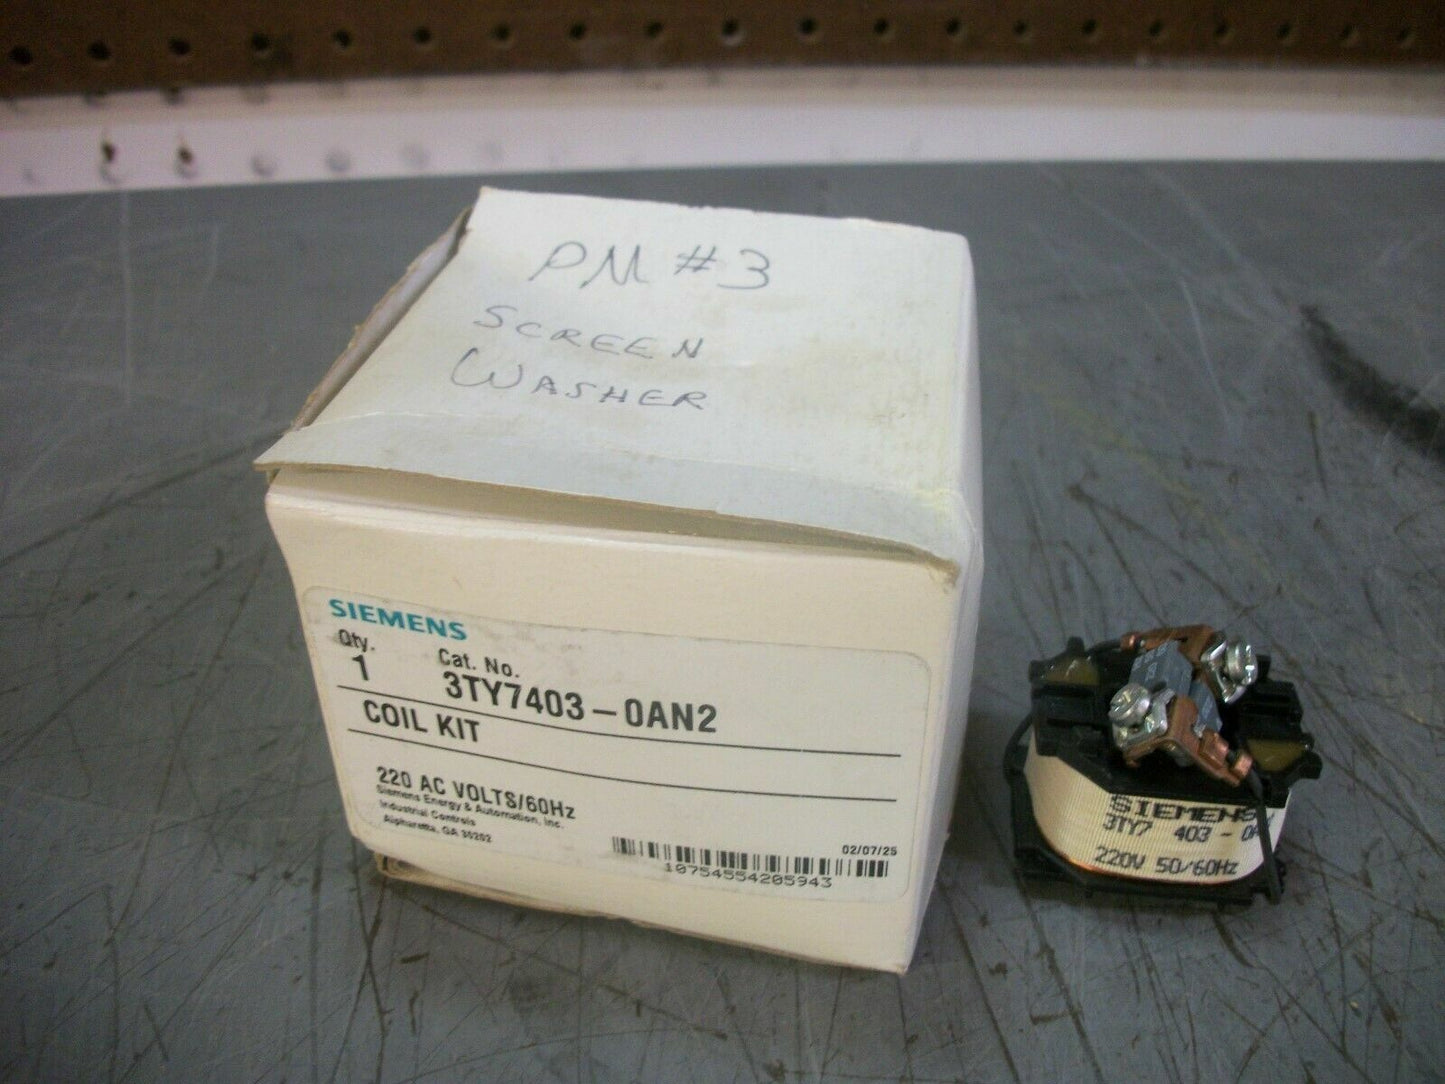 PM #3
SCREEN
WASHER
SIEMENS
Qty. Cat. No.
1 3TY7403-0AN2
COIL KIT
220 AC VOLTS/60Hz
Siemens Energy & Automation, Inc.
Industrial Controls
Alpharetta, GA 30202
02/07/25
10754554205943
SIEMENS
3TY7 403 -
220V 50/60Hz